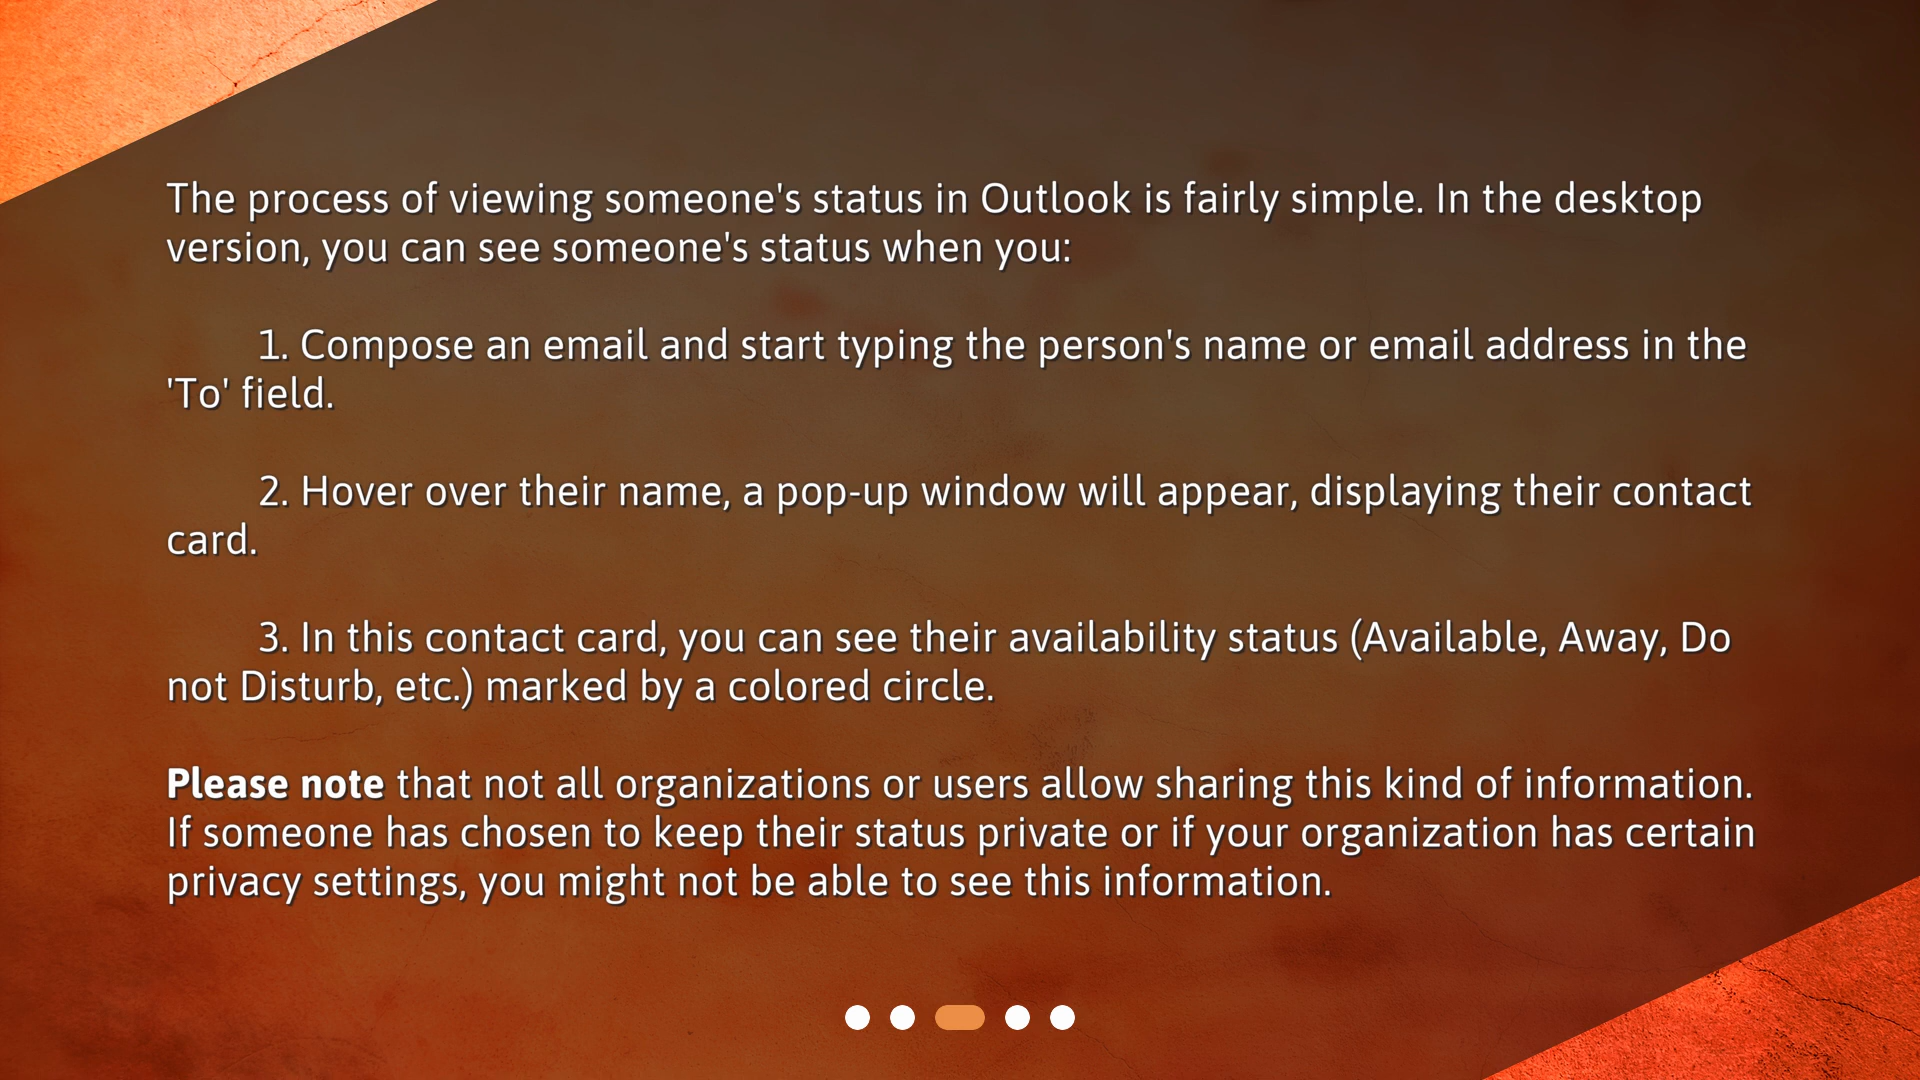 The process of viewing someone's status in Outlook is fairly simple. In the desktop
version, you can see someone's status when you:
1. Compose an email and start typing the person's name or email address in the
'To' field.
2. Hover over their name, a pop-up window will appear, displaying their contact
card.
3. In this contact card, you can see their availability status (Available, Away, Do
not Disturb, etc.) marked by a colored circle.
Please note that not all organizations or users allow sharing this kind of information.
If someone has chosen to keep their status private or if your organization has certain
privacy settings, you might not be able to see this information.